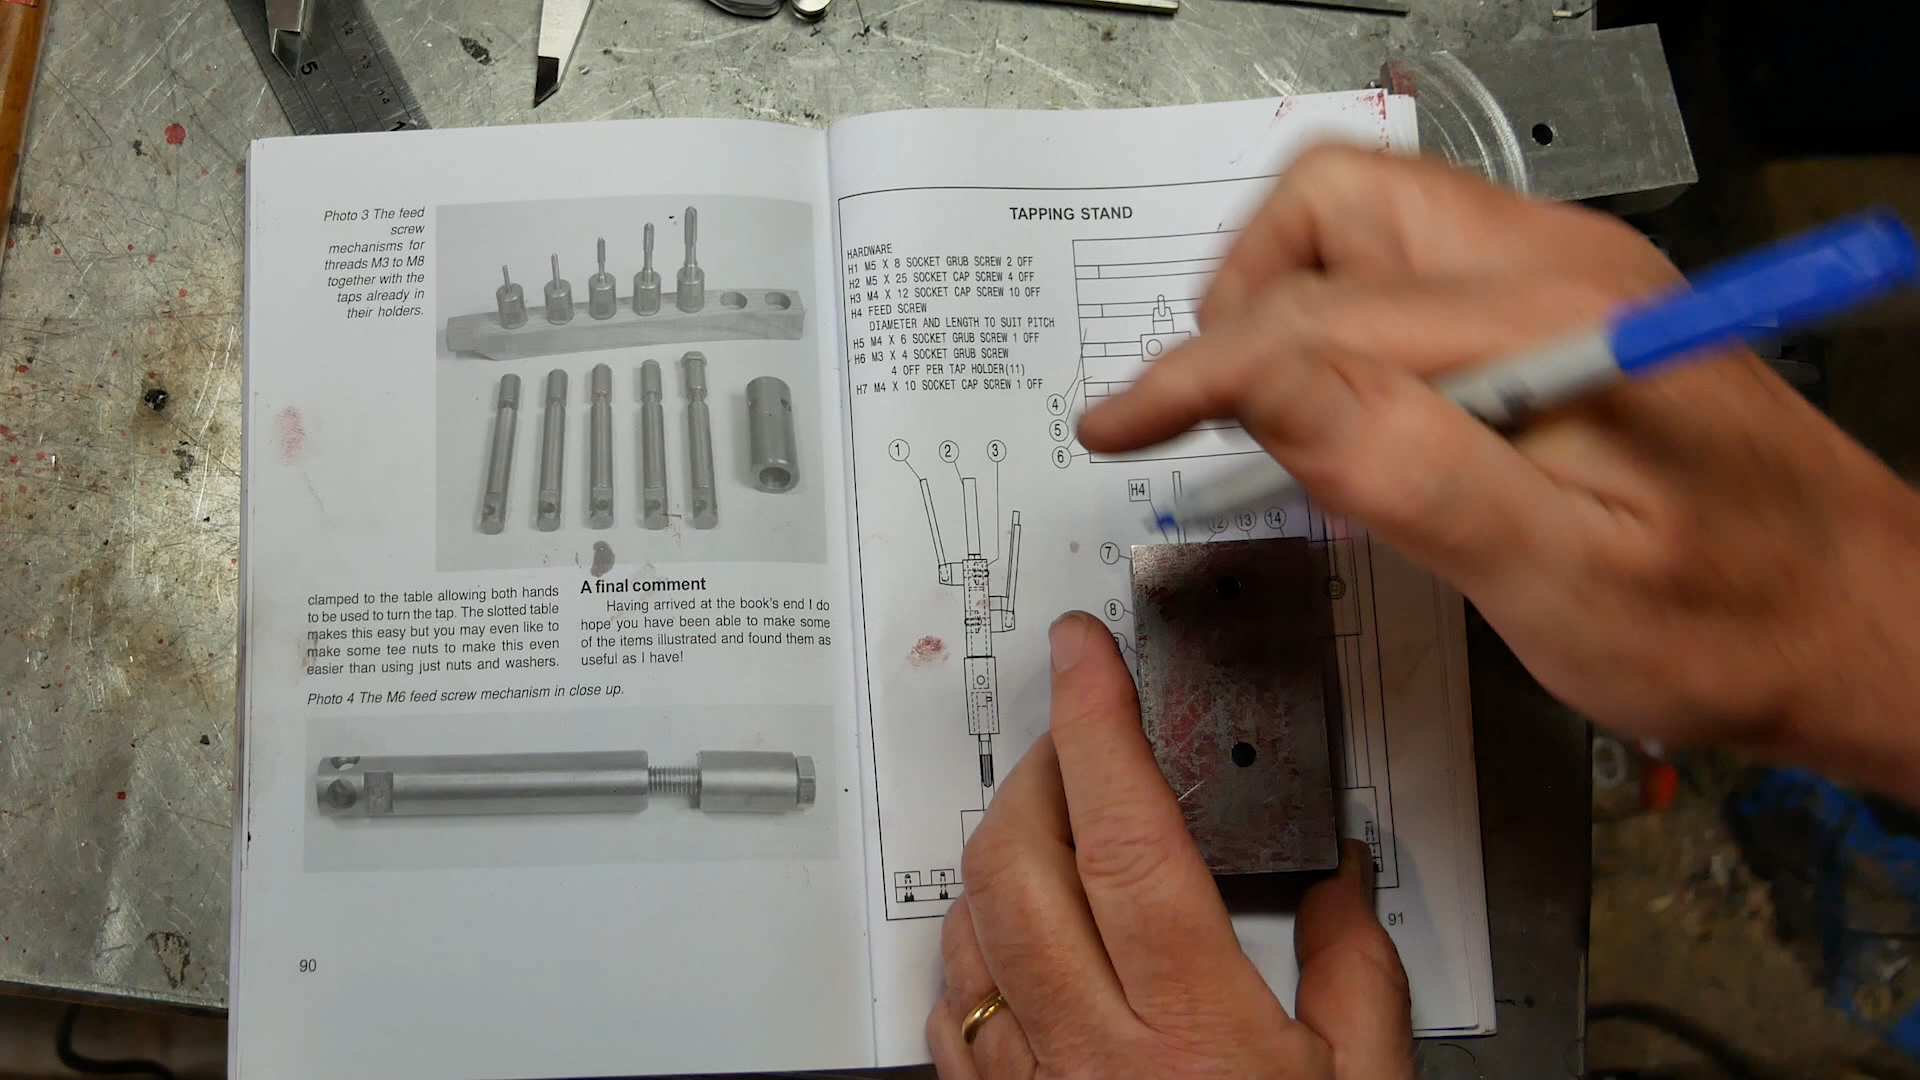 5
12
13
14
1
Photo 3 The feed
screw
mechanisms for
threads M3 to M8
together with the
taps already in
their holders.
clamped to the table allowing both hands
to be used to turn the tap. The slotted table
makes this easy but you may even like to
make some tee nuts to make this even
easier than using just nuts and washers.
A final comment
Having arrived at the book's end I do
hope you have been able to make some
of the items illustrated and found them as
useful as I have!
Photo 4 The M6 feed screw mechanism in close up.
90
TAPPING STAND
HARDWARE
H1 M5 X 8 SOCKET GRUB SCREW 2 OFF
H2 M5 X 25 SOCKET CAP SCREW 4 OFF
H3 M4 X 12 SOCKET CAP SCREW 10 OFF
H4 FEED SCREW
DIAMETER AND LENGTH TO SUIT PITCH
H5 M4 X 6 SOCKET GRUB SCREW 1 OFF
H6 M3 X 4 SOCKET GRUB SCREW
4 OFF PER TAP HOLDER(11)
H7 M4 X 10 SOCKET CAP SCREW 1 OFF
4
5
6
1 2 3
H4
12 13 14
7
8
91